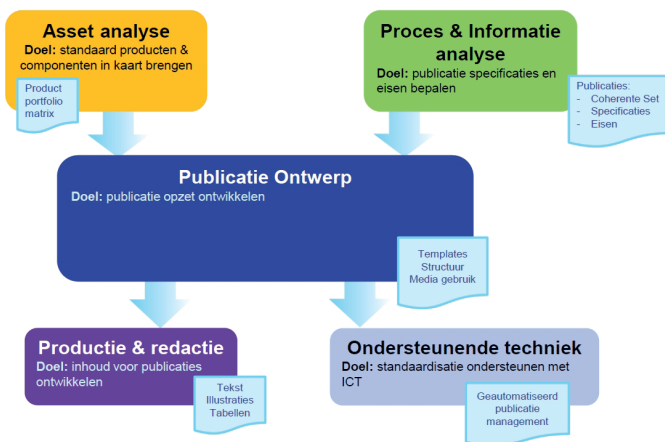 Asset analyse
Doel: standaard producten &
componenten in kaart brengen
Product
portfolio
matrix
Proces & Informatie
analyse
Doel: publicatie specificaties en
eisen bepalen
Publicaties:
- Coherente Set
- Specificaties
- Eisen
Publicatie Ontwerp
Doel: publicatie opzet ontwikkelen
Templates
Structuur
Media gebruik
Productie & redactie
Doel: inhoud voor publicaties
ontwikkelen
Tekst
Illustraties
Tabellen
Ondersteunende techniek
Doel: standaardisatie ondersteunen met
ICT
Geautomatiseerd
publicatie
management